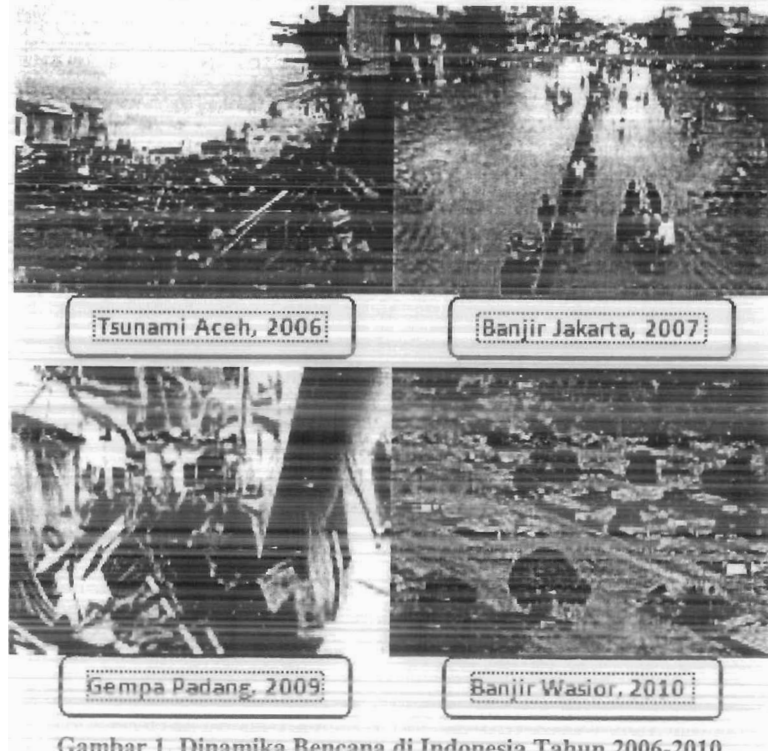 Tsunami Aceh, 2006
Banjir Jakarta, 2007
Gempa Padang, 2009
Banjir Wasior, 2010
Gambar 1. Dinamika Bencana di Indonesia Tahun 2006-2010